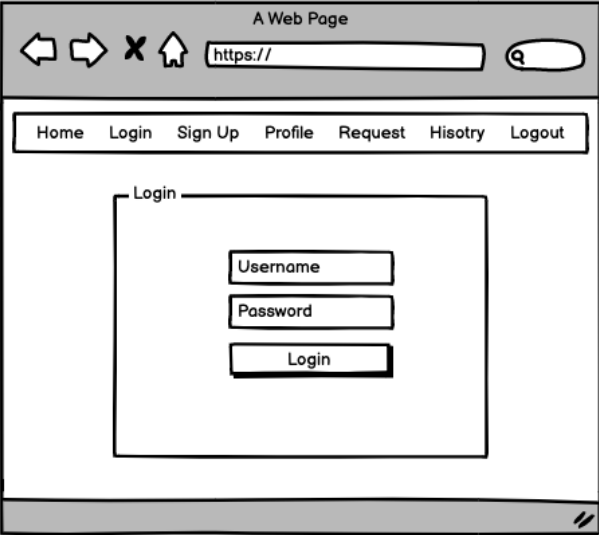 A Web Page
https://
Home Login Sign Up Profile Request Hisotry Logout
Login
Username
Password
Login